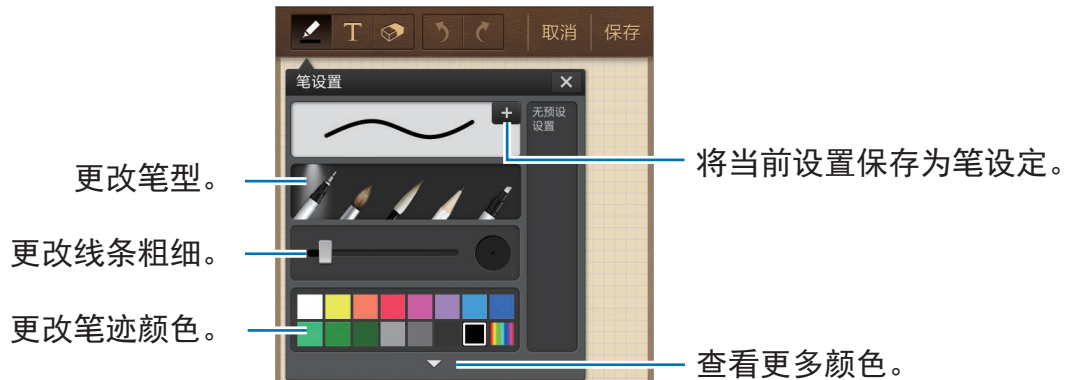 T 取消 保存
笔设置
无预设
设置
将当前设置保存为笔设定。
更改笔型。
更改线条粗细。
更改笔迹颜色。
查看更多颜色。